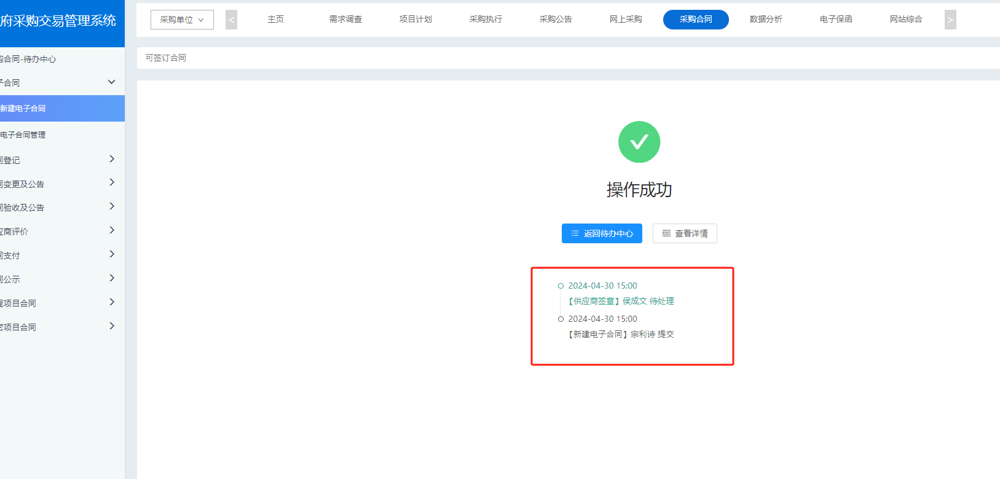 府采购交易管理系统
采购单位
<
主页
需求调查
项目计划
采购执行
采购公告
网上采购
采购合同
数据分析
电子保函
网站综合
>
购合同-待办中心
子合同
新建电子合同
电子合同管理
同登记
同变更及公告
同验收及公告
应商评价
同支付
同公示
程项目合同
密项目合同
可签订合同
操作成功
返回待办中心
查看详情
2024-04-30 15:00
【供应商签章】侯成文 待处理
2024-04-30 15:00
【新建电子合同】宗利诗 提交